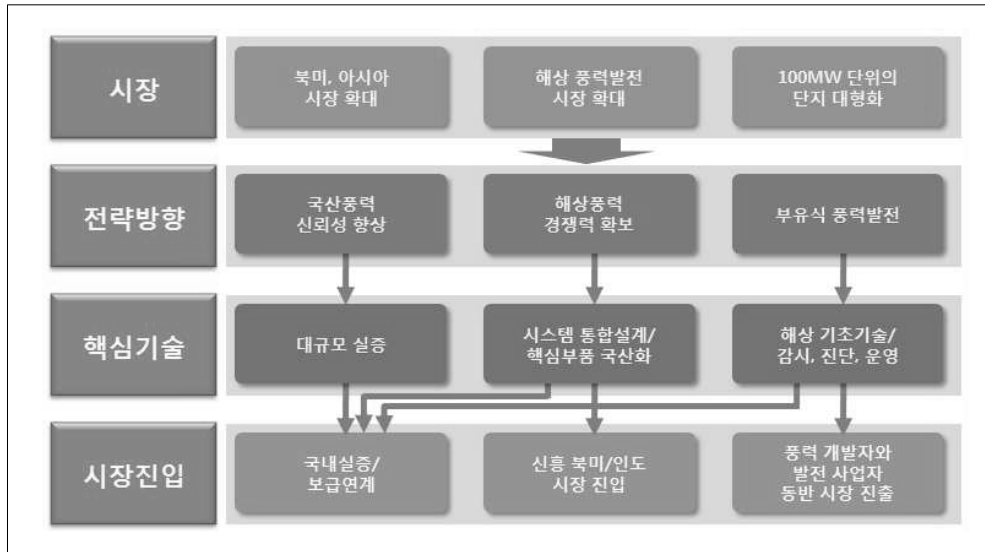 시장
북미, 아시아
시장 확대
해상 풍력발전
시장 확대
100MW 단위의
단지 대형화
전략방향
국산풍력
신뢰성 향상
해상풍력
경쟁력 확보
부유식 풍력발전
핵심기술
대규모 실증
시스템 통합설계/
핵심부품 국산화
해상 기초기술/
감시, 진단, 운영
시장진입
국내실증/
보급연계
신흥 북미/인도
시장 진입
풍력 개발자와
발전 사업자
동반 시장 진출